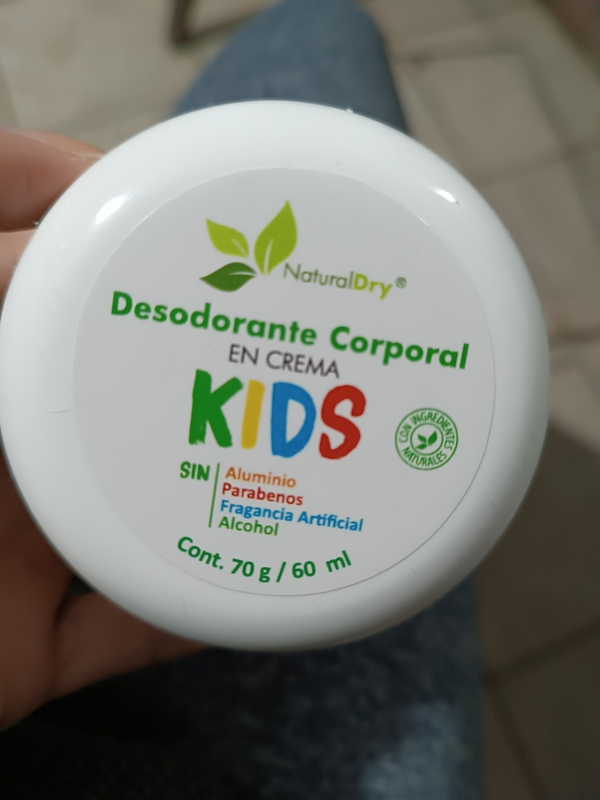 NaturalDry®
Desodorante Corporal
EN CREMA
KIDS
CON INGREDIENTES
NATURALES
SIN
Aluminio
Parabenos
Fragancia Artificial
Alcohol
Cont. 70 g / 60 ml